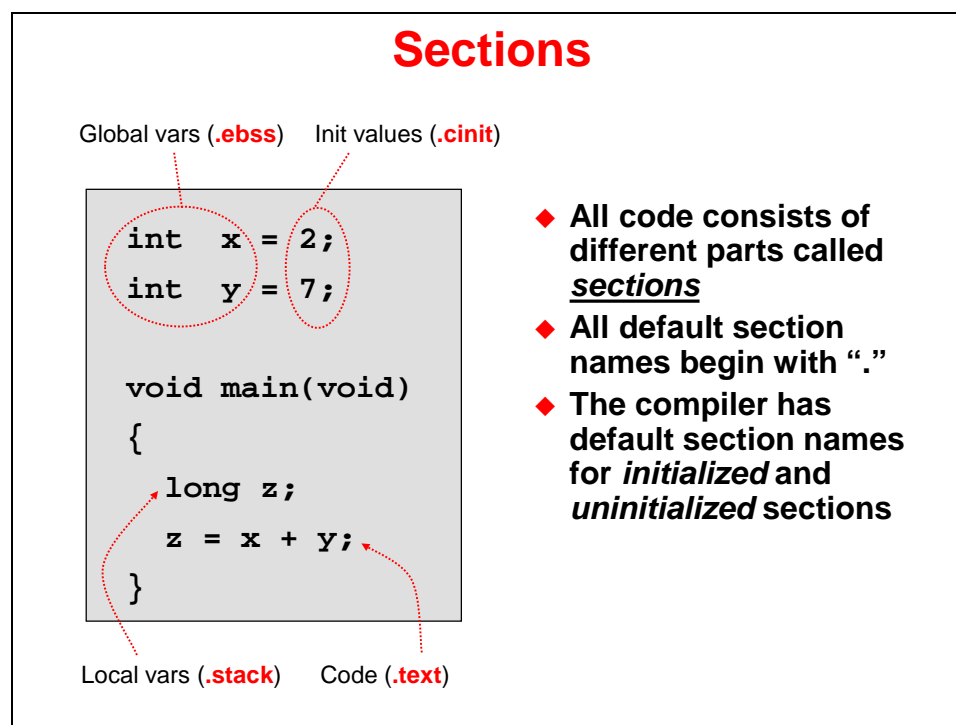 Sections
Global vars (.ebss) Init values (.cinit)
int x = 2;
int y = 7;
void main(void)
{
long z;
z = x + y;
}
Local vars (.stack) Code (.text)
All code consists of
different parts called
sections
All default section
names begin with “.”
The compiler has
default section names
for initialized and
uninitialized sections